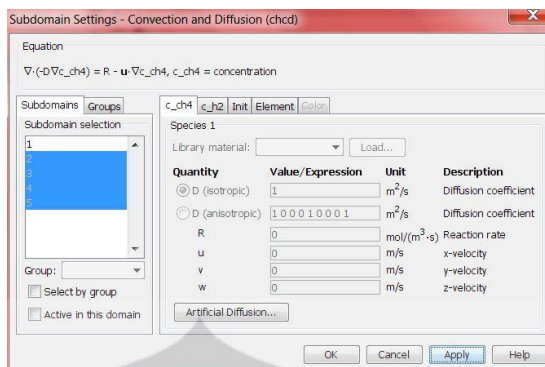 Subdomain Settings - Convection and Diffusion (chcd)
Equation
∇·(-D∇c_ch4) = R - u·∇c_ch4, c_ch4 = concentration
Subdomains Groups
Subdomain selection
1
2
3
4
5
Group:
Select by group
Active in this domain
c_ch4 c_h2 Init Element Color
Species 1
Library material: Load...
Quantity Value/Expression Unit Description
D (isotropic) 1 m²/s Diffusion coefficient
D (anisotropic) 1 0 0 0 1 0 0 0 1 m²/s Diffusion coefficient
R 0 mol/(m³·s) Reaction rate
u 0 m/s x-velocity
v 0 m/s y-velocity
w 0 m/s z-velocity
Artificial Diffusion...
OK Cancel Apply Help